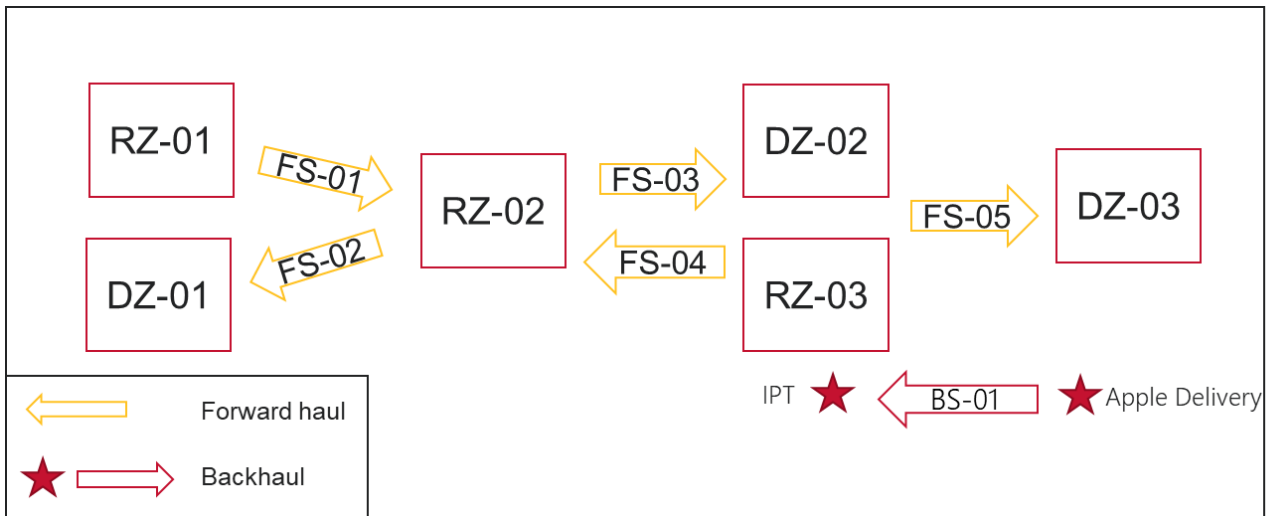 RZ-01
FS-01
RZ-02
FS-03
DZ-02
FS-05
DZ-03
DZ-01
FS-02
FS-04
RZ-03
IPT
BS-01
Apple Delivery
Forward haul
Backhaul